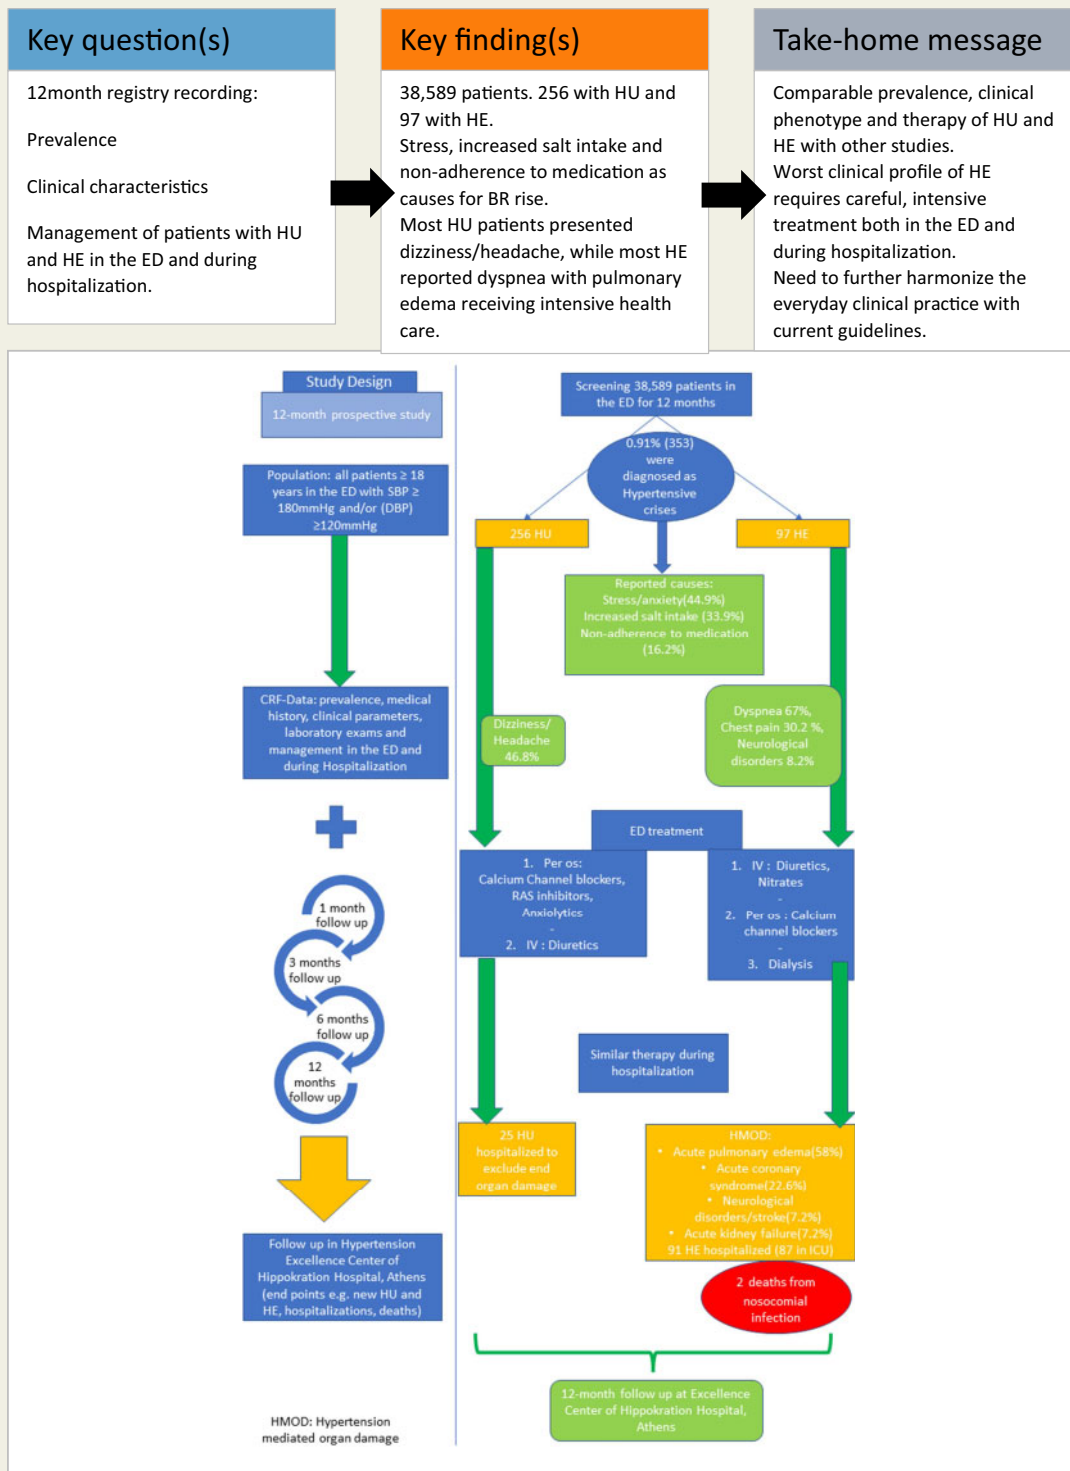 Key question(s)
12month registry recording:
Prevalence
Clinical characteristics
Management of patients with HU
and HE in the ED and during
hospitalization.
Key finding(s)
38,589 patients. 256 with HU and
97 with HE.
Stress, increased salt intake and
non-adherence to medication as
causes for BR rise.
Most HU patients presented
dizziness/headache, while most HE
reported dyspnea with pulmonary
edema receiving intensive health
care.
Take-home message
Comparable prevalence, clinical
phenotype and therapy of HU and
HE with other studies.
Worst clinical profile of HE
requires careful, intensive
treatment both in the ED and
during hospitalization.
Need to further harmonize the
everyday clinical practice with
current guidelines.
Study Design
12-month prospective study
Population: all patients ≥ 18
years in the ED with SBP ≥
180mmHg and/or (DBP)
≥120mmHg
CRF-Data: prevalence, medical
history, clinical parameters,
laboratory exams and
management in the ED and
during Hospitalization
1 month
follow up
3 months
follow up
6 months
follow up
12
months
follow up
Follow up in Hypertension
Excellence Center of
Hippokration Hospital, Athens
(end points e.g. new HU and
HE, hospitalizations, deaths)
HMOD: Hypertension
mediated organ damage
Screening 38,589 patients in
the ED for 12 months
0.91% (353)
were
diagnosed as
Hypertensive
crises
256 HU
97 HE
Reported causes:
Stress/anxiety(44.9%)
Increased salt intake (33.9%)
Non-adherence to medication
(16.2%)
Dizziness/
Headache
46.8%
Dyspnea 67%,
Chest pain 30.2 %,
Neurological
disorders 8.2%
ED treatment
1. Per os:
Calcium Channel blockers,
RAS inhibitors,
Anxiolytics
-
2. IV : Diuretics
1. IV : Diuretics,
Nitrates
-
2. Per os : Calcium
channel blockers
-
3. Dialysis
Similar therapy during
hospitalization
25 HU
hospitalized to
exclude end
organ damage
HMOD:
• Acute pulmonary edema(58%)
• Acute coronary
syndrome(22.6%)
• Neurological
disorders/stroke(7.2%)
• Acute kidney failure(7.2%)
91 HE hospitalized (87 in ICU)
2 deaths from
nosocomial
infection
12-month follow up at Excellence
Center of Hippokration Hospital,
Athens